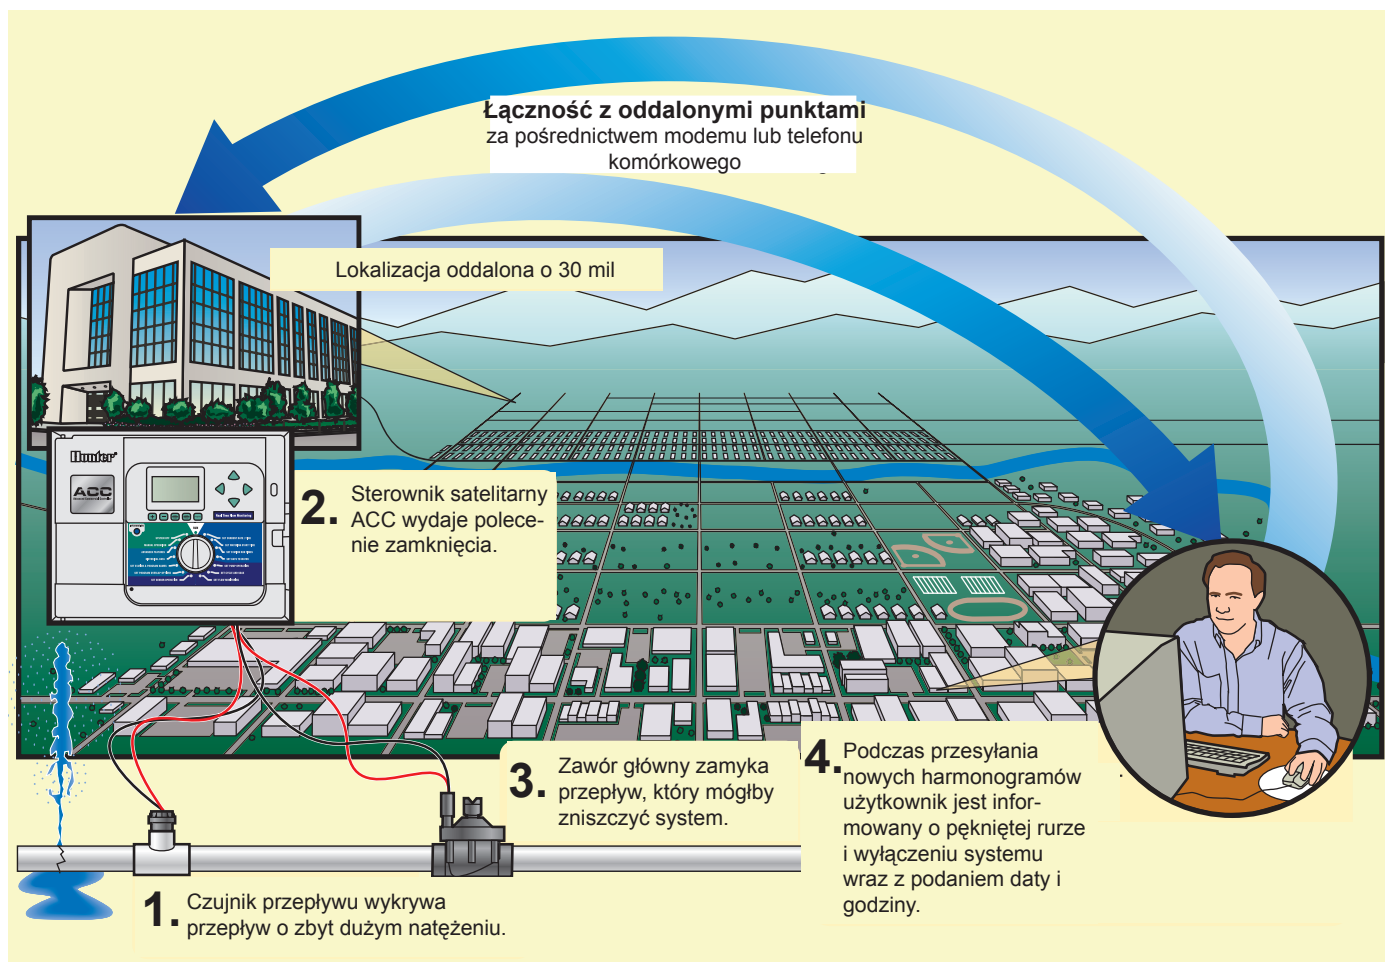 Łączność z oddalonymi punktami
za pośrednictwem modemu lub telefonu
komórkowego
Lokalizacja oddalona o 30 mil
Hunter
ACC
2. Sterownik satelitarny
ACC wydaje polece-
nie zamknięcia.
3. Zawór główny zamyka
przepływ, który mógłby
zniszczyć system.
4. Podczas przesyłania
nowych harmonogramów
użytkownik jest infor-
mowany o pękniętej rurze
i wyłączeniu systemu
wraz z podaniem daty i
godziny.
1. Czujnik przepływu wykrywa
przepływ o zbyt dużym natężeniu.